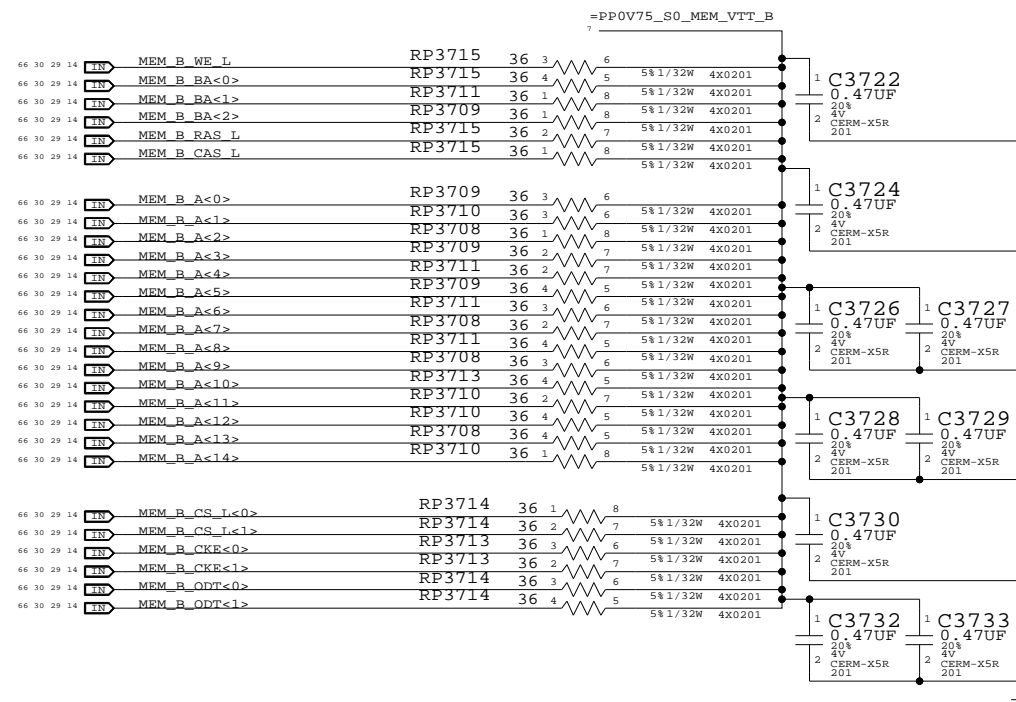 =PP0V75_S0_MEM_VTT_B
7
66 30 29 14 IN MEM_B_WE_L RP3715 36 3 6 5%1/32W 4X0201
66 30 29 14 IN MEM_B_BA<0> RP3715 36 4 5 5%1/32W 4X0201
66 30 29 14 IN MEM_B_BA<1> RP3711 36 1 8 5%1/32W 4X0201
66 30 29 14 IN MEM_B_BA<2> RP3709 36 1 8 5%1/32W 4X0201
66 30 29 14 IN MEM_B_RAS_L RP3715 36 2 7 5%1/32W 4X0201
66 30 29 14 IN MEM_B_CAS_L RP3715 36 1 8 5%1/32W 4X0201
1 C3722
0.47UF
20%
4V
2 CERM-X5R
201
66 30 29 14 IN MEM_B_A<0> RP3709 36 3 6 5%1/32W 4X0201
66 30 29 14 IN MEM_B_A<1> RP3710 36 3 6 5%1/32W 4X0201
66 30 29 14 IN MEM_B_A<2> RP3708 36 1 8 5%1/32W 4X0201
66 30 29 14 IN MEM_B_A<3> RP3709 36 2 7 5%1/32W 4X0201
66 30 29 14 IN MEM_B_A<4> RP3711 36 2 7 5%1/32W 4X0201
66 30 29 14 IN MEM_B_A<5> RP3709 36 4 5 5%1/32W 4X0201
66 30 29 14 IN MEM_B_A<6> RP3711 36 3 6 5%1/32W 4X0201
66 30 29 14 IN MEM_B_A<7> RP3708 36 2 7 5%1/32W 4X0201
66 30 29 14 IN MEM_B_A<8> RP3711 36 4 5 5%1/32W 4X0201
66 30 29 14 IN MEM_B_A<9> RP3708 36 3 6 5%1/32W 4X0201
66 30 29 14 IN MEM_B_A<10> RP3713 36 4 5 5%1/32W 4X0201
66 30 29 14 IN MEM_B_A<11> RP3710 36 2 7 5%1/32W 4X0201
66 30 29 14 IN MEM_B_A<12> RP3710 36 4 5 5%1/32W 4X0201
66 30 29 14 IN MEM_B_A<13> RP3708 36 4 5 5%1/32W 4X0201
66 30 29 14 IN MEM_B_A<14> RP3710 36 1 8 5%1/32W 4X0201
1 C3724
0.47UF
20%
4V
2 CERM-X5R
201
1 C3726 1 C3727
0.47UF 0.47UF
20% 20%
4V 4V
2 CERM-X5R 2 CERM-X5R
201 201
1 C3728 1 C3729
0.47UF 0.47UF
20% 20%
4V 4V
2 CERM-X5R 2 CERM-X5R
201 201
66 30 29 14 IN MEM_B_CS_L<0> RP3714 36 1 8 5%1/32W 4X0201
66 30 29 14 IN MEM_B_CS_L<1> RP3714 36 2 7 5%1/32W 4X0201
66 30 29 14 IN MEM_B_CKE<0> RP3713 36 3 6 5%1/32W 4X0201
66 30 29 14 IN MEM_B_CKE<1> RP3713 36 2 7 5%1/32W 4X0201
66 30 29 14 IN MEM_B_ODT<0> RP3714 36 3 6 5%1/32W 4X0201
66 30 29 14 IN MEM_B_ODT<1> RP3714 36 4 5 5%1/32W 4X0201
1 C3730
0.47UF
20%
4V
2 CERM-X5R
201
1 C3732 1 C3733
0.47UF 0.47UF
20% 20%
4V 4V
2 CERM-X5R 2 CERM-X5R
201 201